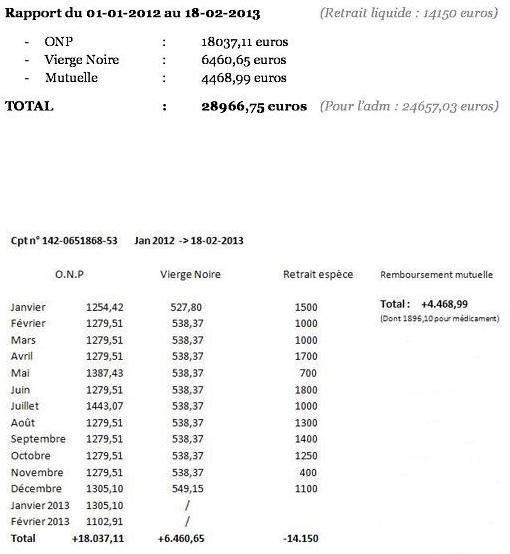 Rapport du 01-01-2012 au 18-02-2013 (Retrait liquide : 14150 euros)
- ONP : 18037,11 euros
- Vierge Noire : 6460,65 euros
- Mutuelle : 4468,99 euros
TOTAL : 28966,75 euros (Pour l'adm : 24657,03 euros)
Cpt n° 142-0651868-53 Jan 2012 -> 18-02-2013
O.N.P Vierge Noire Retrait espèce Remboursement mutuelle
Janvier 1254,42 527,80 1500 Total : +4.468,99
Février 1279,51 538,37 1000 (Dont 1896,10 pour médicament)
Mars 1279,51 538,37 1000
Avril 1279,51 538,37 1700
Mai 1387,43 538,37 700
Juin 1279,51 538,37 1800
Juillet 1443,07 538,37 1000
Août 1279,51 538,37 1300
Septembre 1279,51 538,37 1400
Octobre 1279,51 538,37 1250
Novembre 1279,51 538,37 400
Décembre 1305,10 549,15 1100
Janvier 2013 1305,10 /
Février 2013 1102,91 /
Total +18.037,11 +6.460,65 -14.150